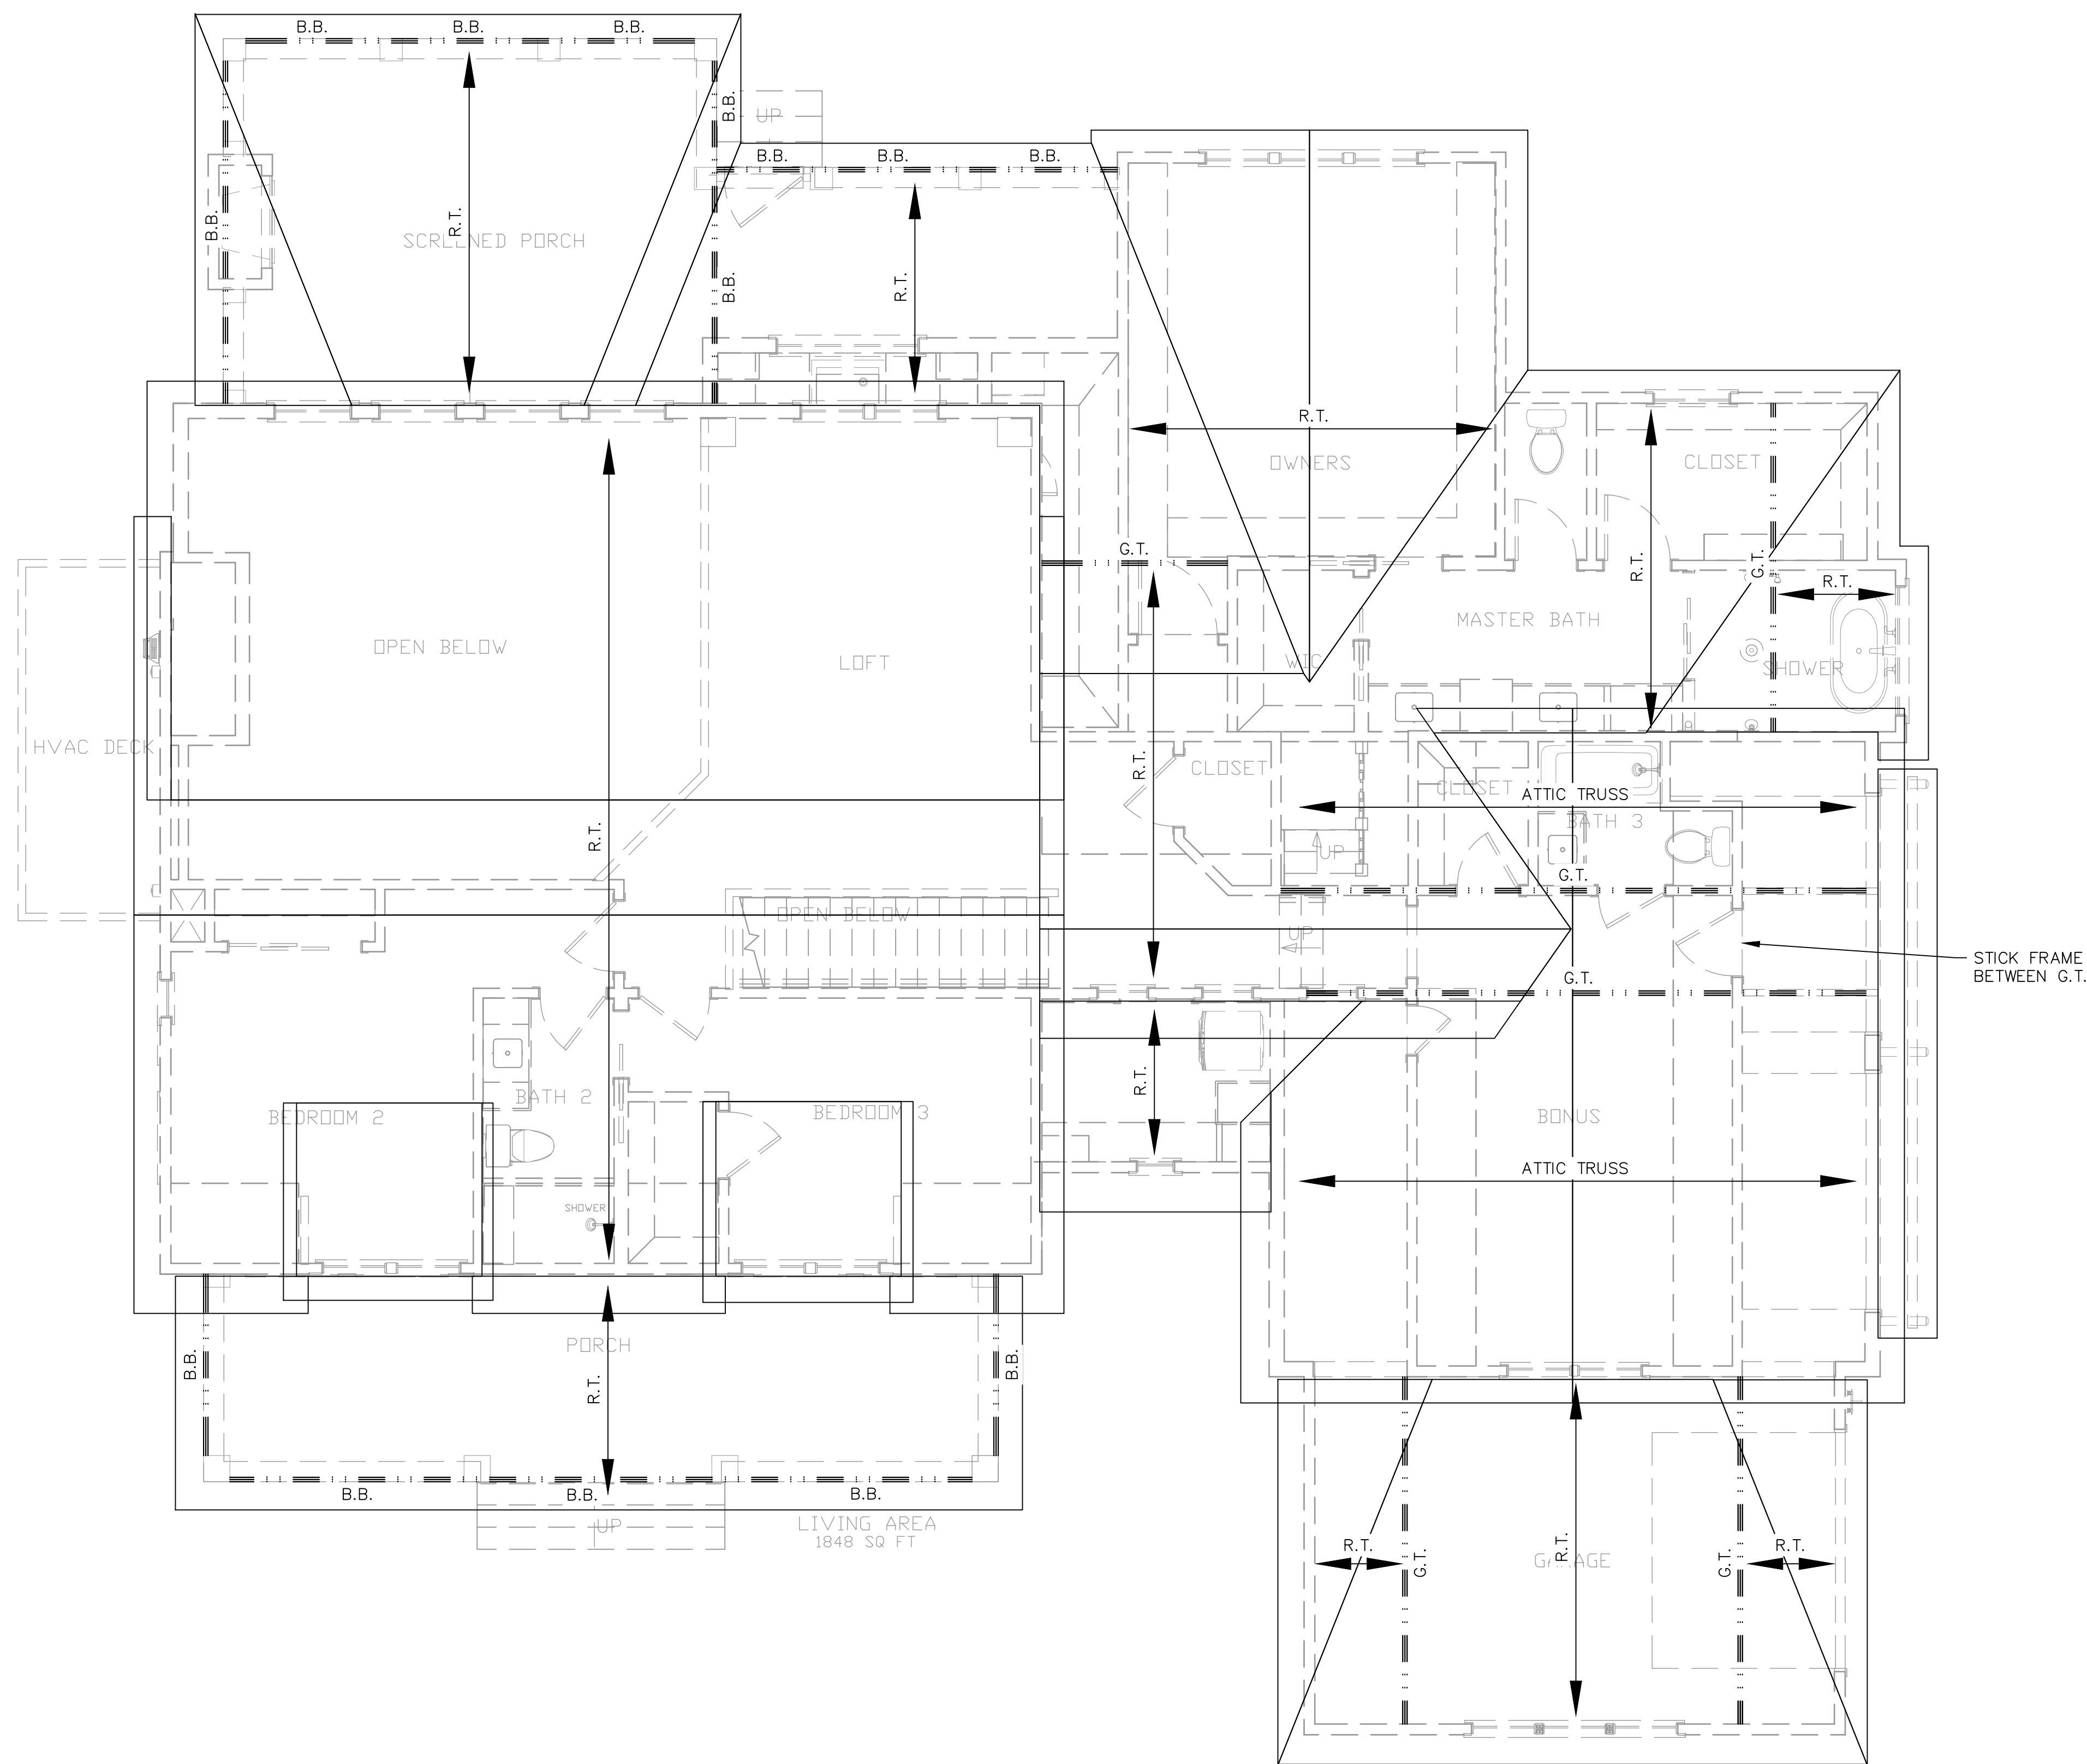 B.B. B.B. B.B.
B.B.
UP
B.B. B.B. B.B.
B.B.
R.T.
SCREENED PORCH
B.B.
R.T.
R.T.
OWNERS
CLOSET
G.T.
R.T.
G.T.
R.T.
MASTER BATH
OPEN BELOW
LOFT
WIC
SHOWER
HVAC DECK
R.T.
CLOSET
CLOSET
ATTIC TRUSS
BATH 3
R.T.
UP
G.T.
OPEN BELOW
UP
STICK FRAME
BETWEEN G.T.
G.T.
R.T.
BATH 2
BEDROOM 2
BEDROOM 3
BONUS
ATTIC TRUSS
SHOWER
PORCH
B.B.
B.B.
R.T.
B.B. B.B. B.B.
UP
LIVING AREA
1848 SQ FT
R.T.
G.T.
R.T.
GARAGE
G.T.
R.T.